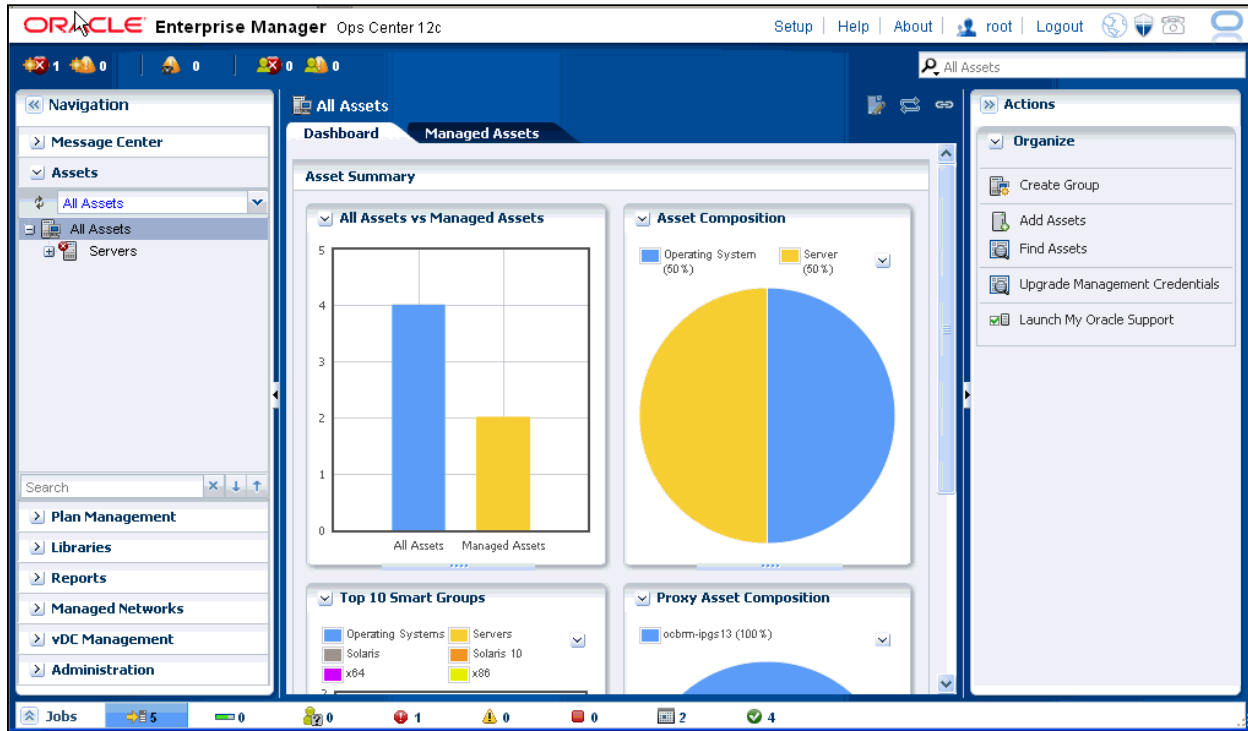 ORACLE Enterprise Manager Ops Center 12c
Setup Help About root Logout
1 0 0 0 0
All Assets
Navigation
Message Center
Assets
All Assets
All Assets
Servers
Search
Plan Management
Libraries
Reports
Managed Networks
vDC Management
Administration
All Assets
Dashboard Managed Assets
Asset Summary
All Assets vs Managed Assets
5
4
3
2
1
0
All Assets Managed Assets
Asset Composition
Operating System (50%)
Server (50%)
Top 10 Smart Groups
Operating Systems Servers
Solaris Solaris 10
x64 x86
Proxy Asset Composition
ocbrm-ipgs13 (100%)
Actions
Organize
Create Group
Add Assets
Find Assets
Upgrade Management Credentials
Launch My Oracle Support
Jobs 5 0 0 1 0 0 2 4